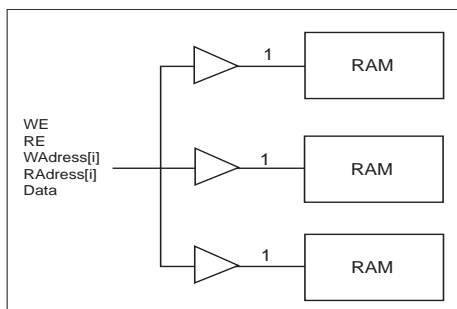 1
RAM
WE
RE
WAdress[i]
RAdress[i]
Data
1
RAM
1
RAM